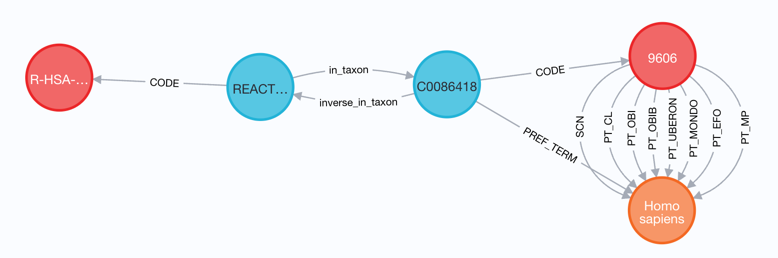 R-HSA-...
CODE
REACT...
in_taxon
inverse_in_taxon
C0086418
CODE
PREF_TERM
9606
SCN
PT_CL
PT_OBI
PT_OBIB
PT_UBERON
PT_MONDO
PT_EFO
PT_MP
Homo
sapiens